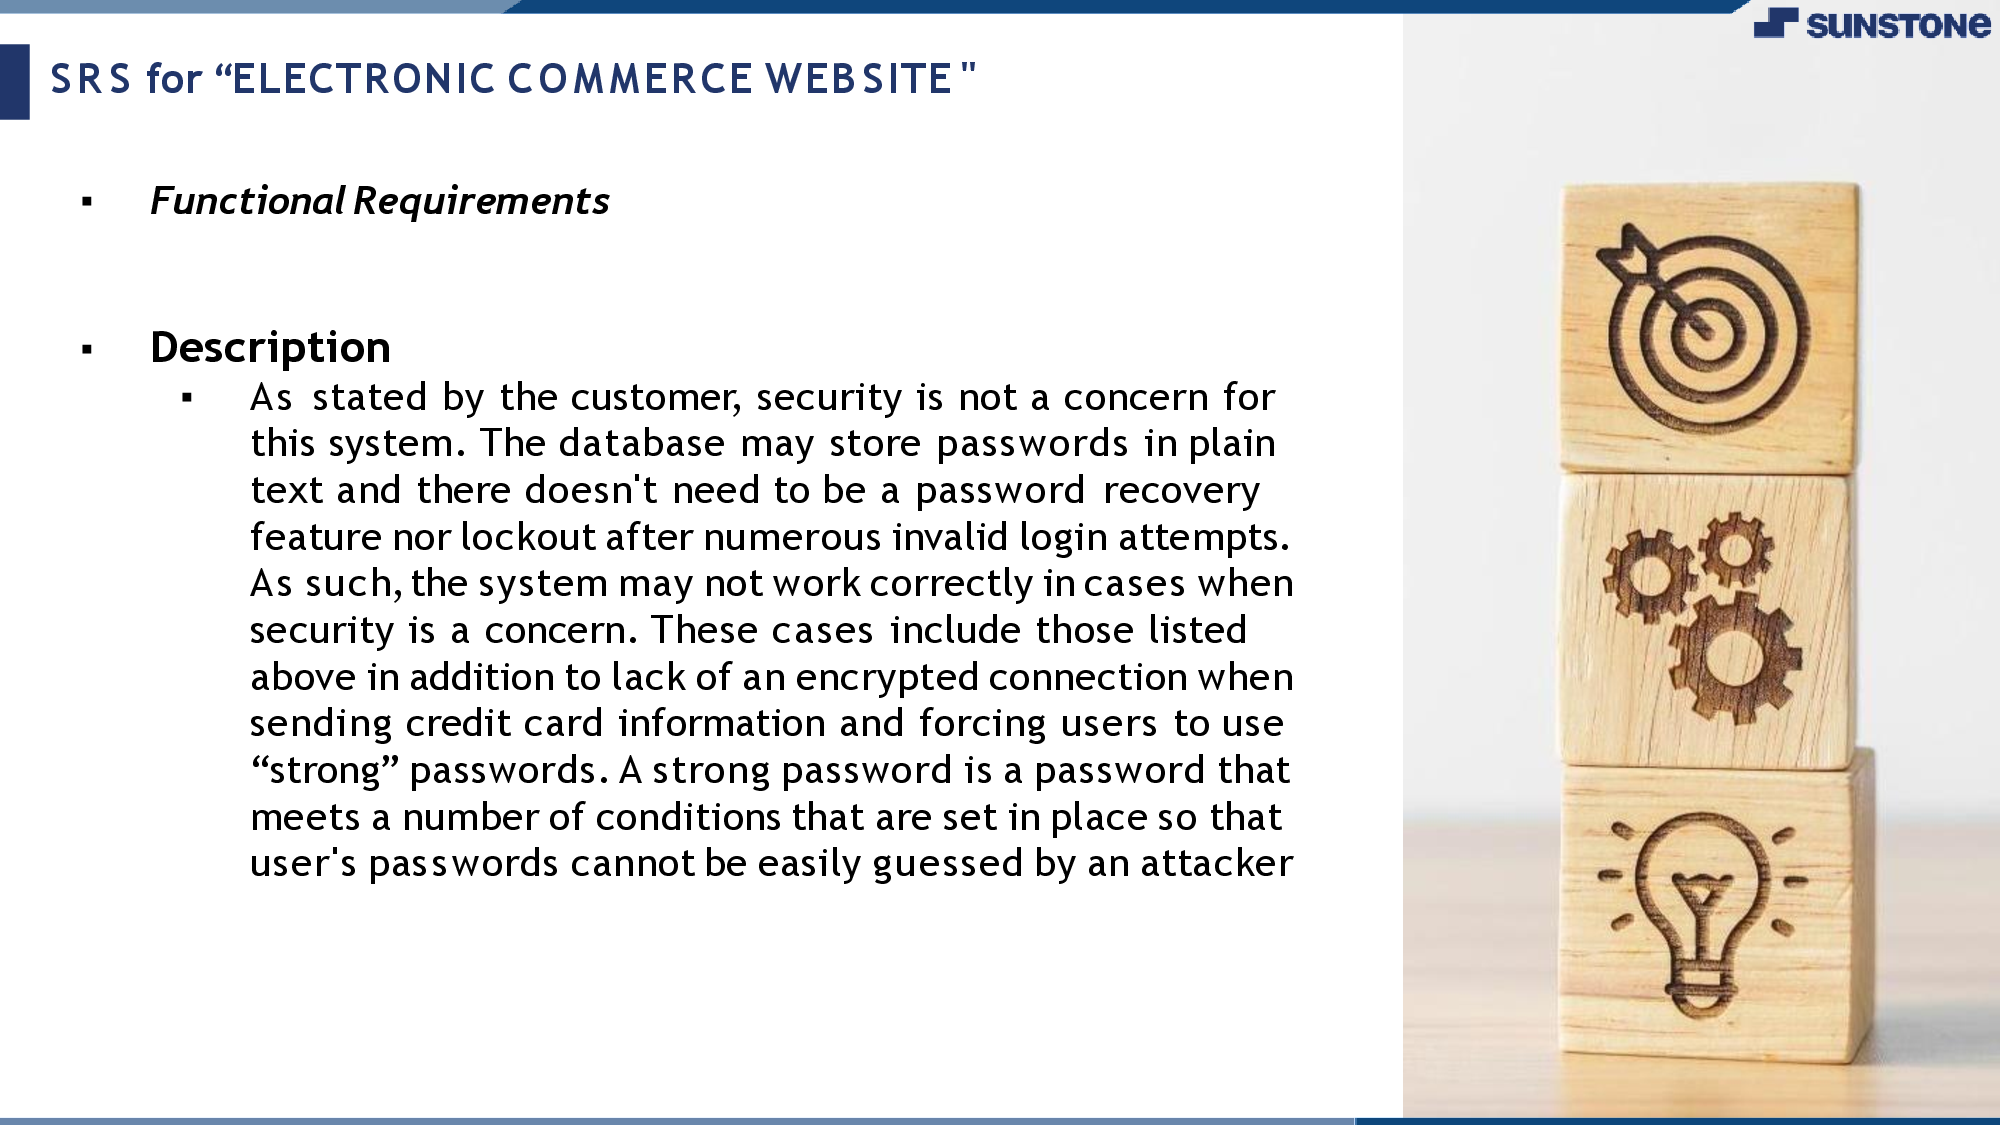 SUNSTONE
SRS for “ELECTRONIC COMMERCE WEBSITE"
▪ Functional Requirements
▪ Description
▪ As stated by the customer, security is not a concern for
this system. The database may store passwords in plain
text and there doesn't need to be a password recovery
feature nor lockout after numerous invalid login attempts.
As such, the system may not work correctly in cases when
security is a concern. These cases include those listed
above in addition to lack of an encrypted connection when
sending credit card information and forcing users to use
“strong” passwords. A strong password is a password that
meets a number of conditions that are set in place so that
user's passwords cannot be easily guessed by an attacker